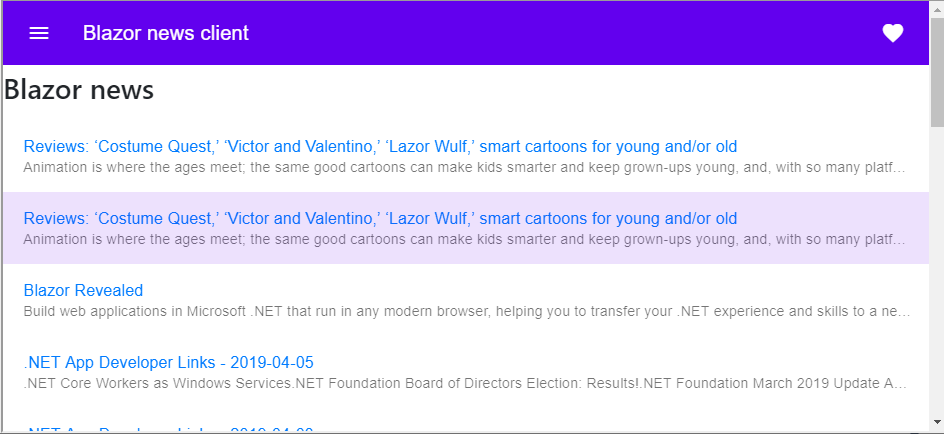 Blazor news client
Blazor news
Reviews: ‘Costume Quest,’ ‘Victor and Valentino,’ ‘Lazor Wulf,’ smart cartoons for young and/or old
Animation is where the ages meet; the same good cartoons can make kids smarter and keep grown-ups young, and, with so many platf…
Reviews: ‘Costume Quest,’ ‘Victor and Valentino,’ ‘Lazor Wulf,’ smart cartoons for young and/or old
Animation is where the ages meet; the same good cartoons can make kids smarter and keep grown-ups young, and, with so many platf…
Blazor Revealed
Build web applications in Microsoft .NET that run in any modern browser, helping you to transfer your .NET experience and skills to a ne…
.NET App Developer Links - 2019-04-05
.NET Core Workers as Windows Services.NET Foundation Board of Directors Election: Results!.NET Foundation March 2019 Update A…
.NET App Developer Links - 2019-04-